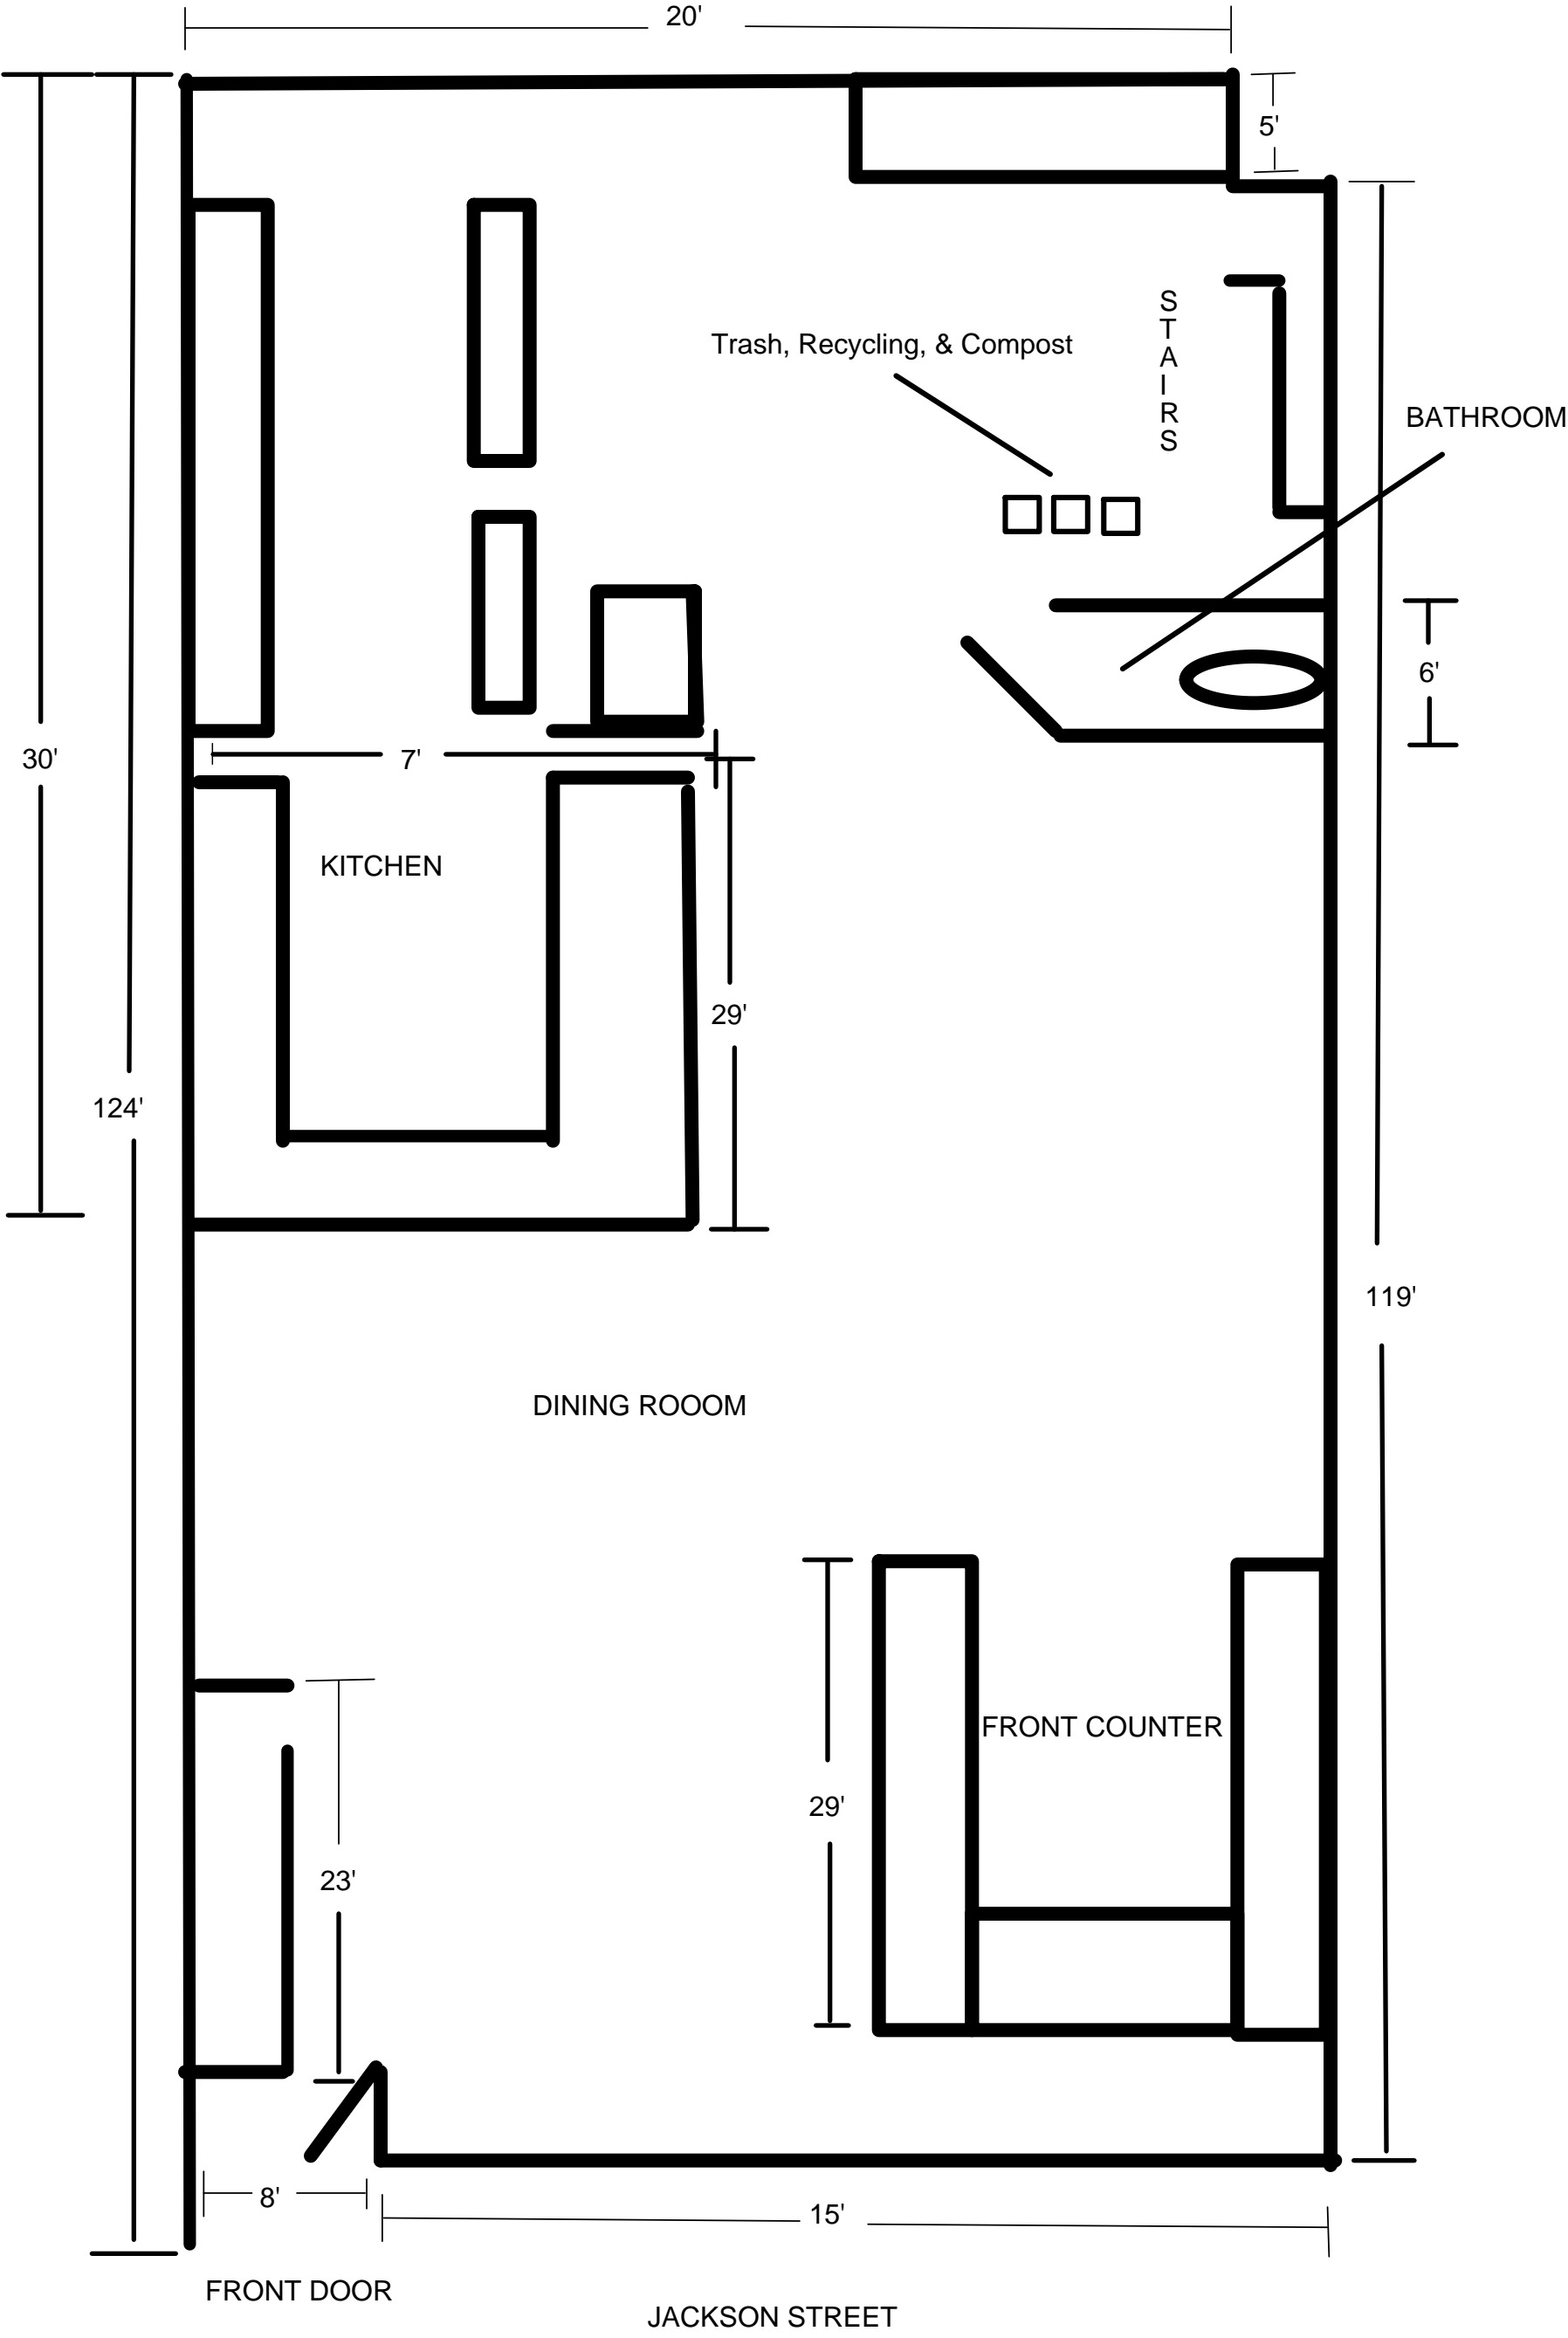 20'
5'
S
T
A
I
R
S
Trash, Recycling, & Compost
BATHROOM
6'
30'
7'
KITCHEN
29'
124'
119'
DINING ROOOM
FRONT COUNTER
29'
23'
8'
15'
FRONT DOOR
JACKSON STREET